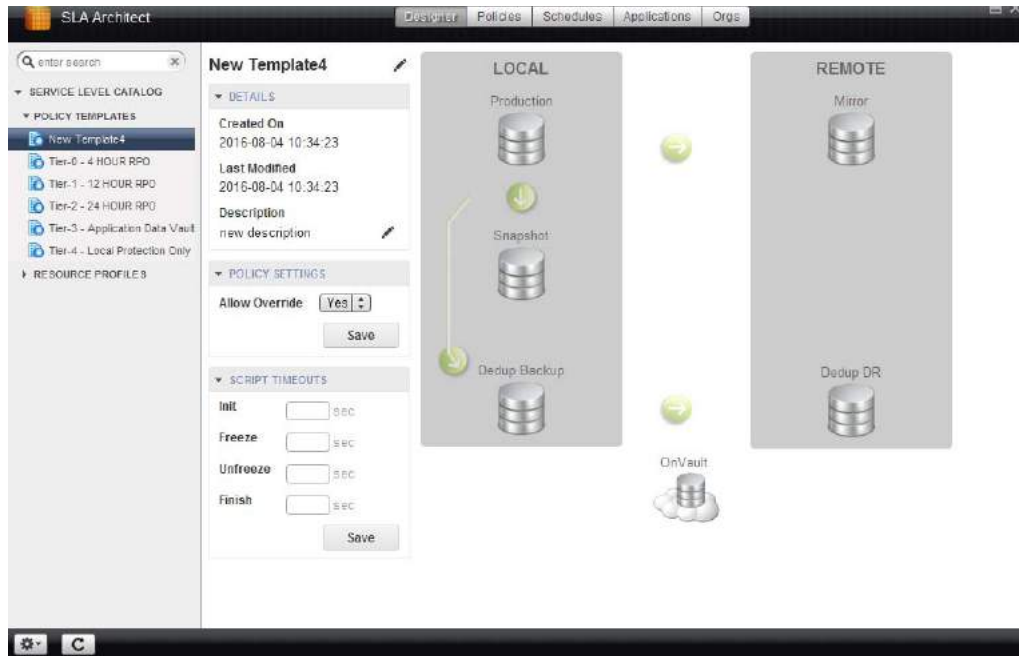 SLA Architect
Designer Policies Schedules Applications Orgs
enter search
SERVICE LEVEL CATALOG
POLICY TEMPLATES
New Template4
Tier-0 - 4 HOUR RPO
Tier-1 - 12 HOUR RPO
Tier-2 - 24 HOUR RPO
Tier-3 - Application Data Vault
Tier-4 - Local Protection Only
RESOURCE PROFILES
New Template4
DETAILS
Created On
2016-08-04 10:34:23
Last Modified
2016-08-04 10:34:23
Description
new description
POLICY SETTINGS
Allow Override Yes
Save
SCRIPT TIMEOUTS
Init sec
Freeze sec
Unfreeze sec
Finish sec
Save
LOCAL
Production
Snapshot
Dedup Backup
REMOTE
Mirror
Dedup DR
OnVault